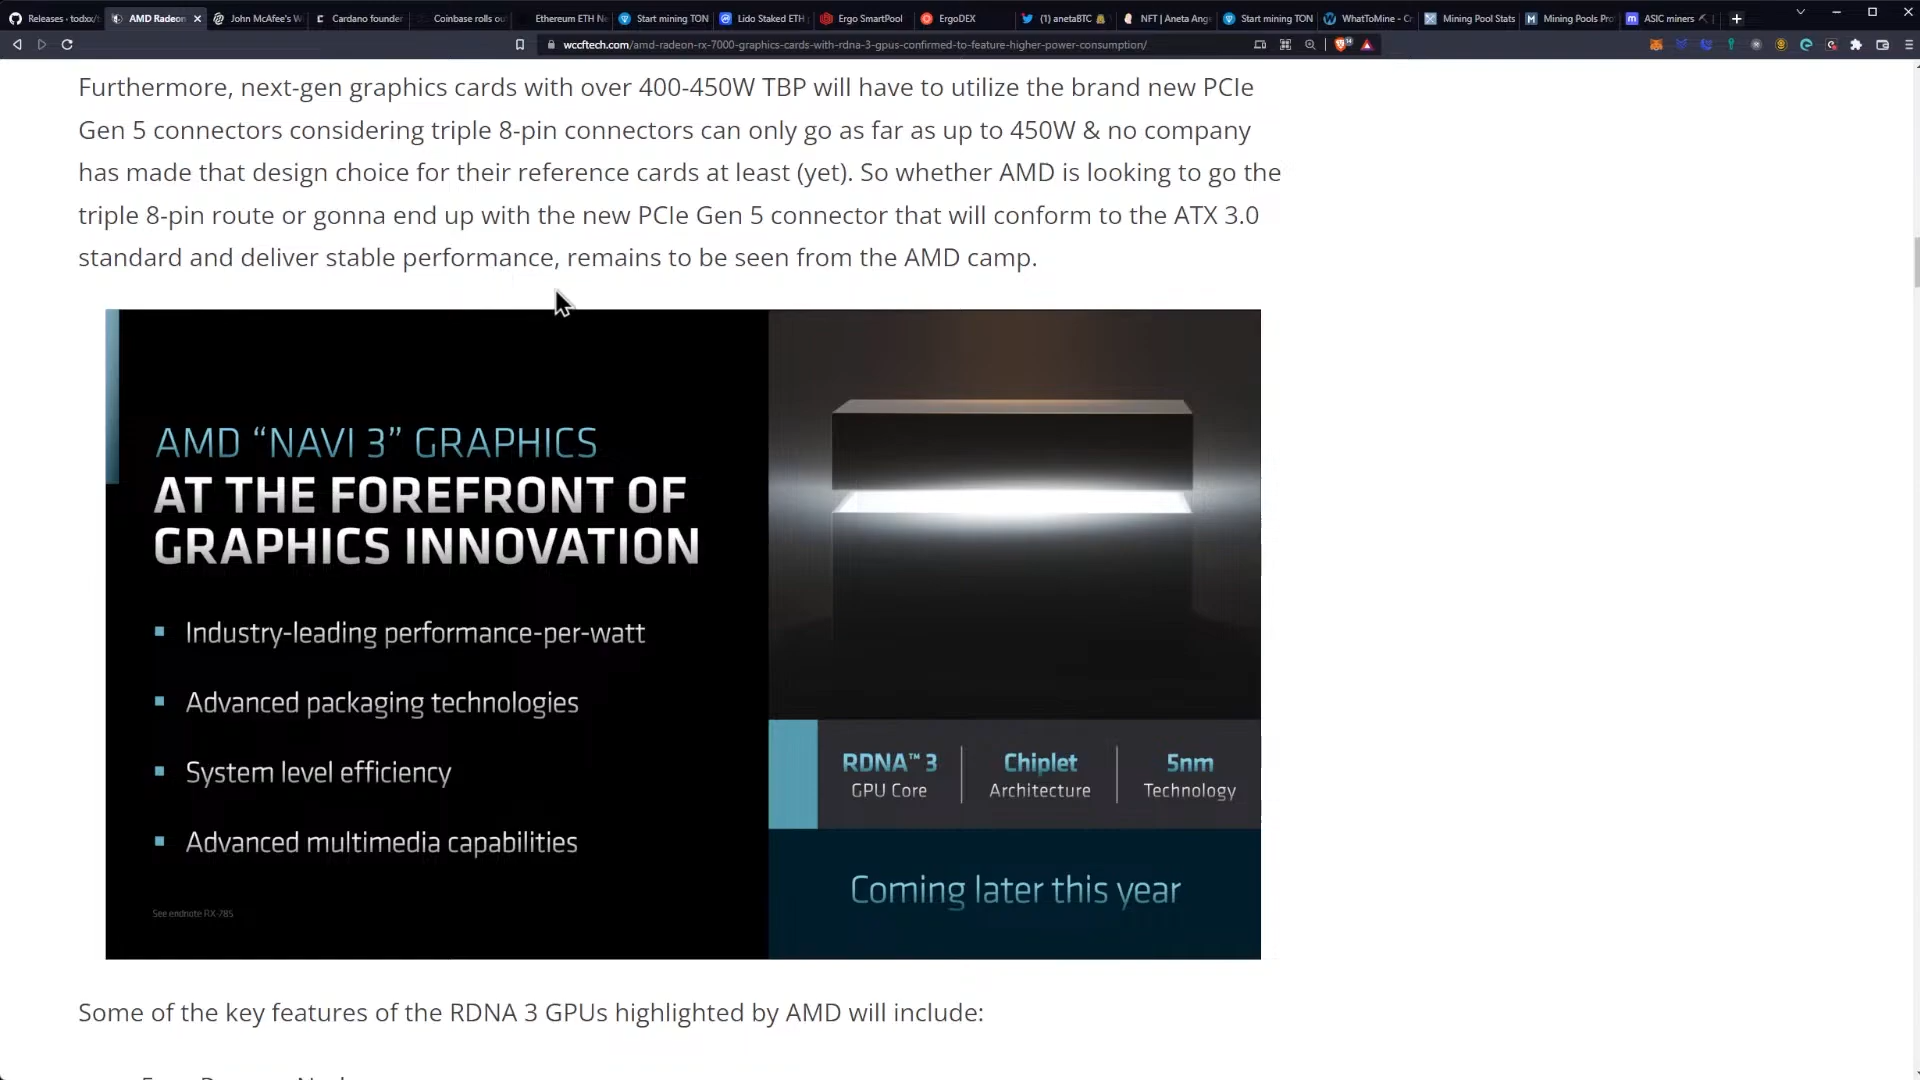 Releases · todxx/
AMD Radeon
John McAfee's W
Cardano founder
Coinbase rolls ou
Ethereum ETH Ne
Start mining TON
Lido Staked ETH
Ergo SmartPool
ErgoDEX
(1) anetaBTC
NFT | Aneta Ang
Start mining TON
WhatToMine - Cr
Mining Pool Stats
Mining Pools Pro
ASIC miners
wccftech.com/amd-radeon-rx-7000-graphics-cards-with-rdna-3-gpus-confirmed-to-feature-higher-power-consumption/
Furthermore, next-gen graphics cards with over 400-450W TBP will have to utilize the brand new PCIe
Gen 5 connectors considering triple 8-pin connectors can only go as far as up to 450W & no company
has made that design choice for their reference cards at least (yet). So whether AMD is looking to go the
triple 8-pin route or gonna end up with the new PCIe Gen 5 connector that will conform to the ATX 3.0
standard and deliver stable performance, remains to be seen from the AMD camp.
AMD “NAVI 3” GRAPHICS
AT THE FOREFRONT OF
GRAPHICS INNOVATION
▪ Industry-leading performance-per-watt
▪ Advanced packaging technologies
▪ System level efficiency
▪ Advanced multimedia capabilities
See endnote RX-785
RDNA™ 3
GPU Core
Chiplet
Architecture
5nm
Technology
Coming later this year
Some of the key features of the RDNA 3 GPUs highlighted by AMD will include: